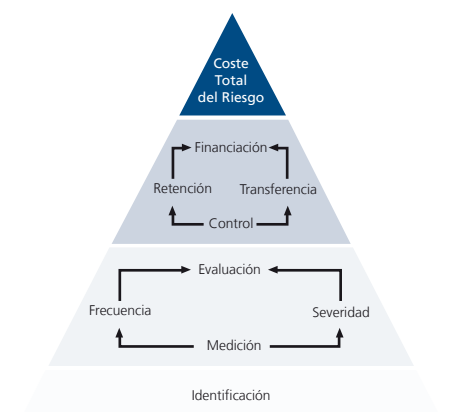 Coste
Total
del Riesgo
Financiación
Retención Transferencia
Control
Evaluación
Frecuencia Severidad
Medición
Identificación